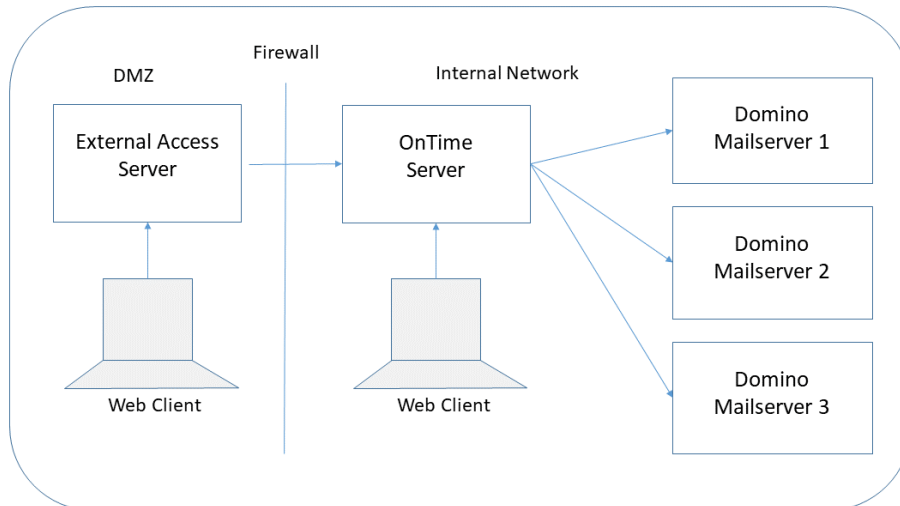 Firewall
DMZ
Internal Network
External Access
Server
OnTime
Server
Domino
Mailserver 1
Domino
Mailserver 2
Domino
Mailserver 3
Web Client
Web Client